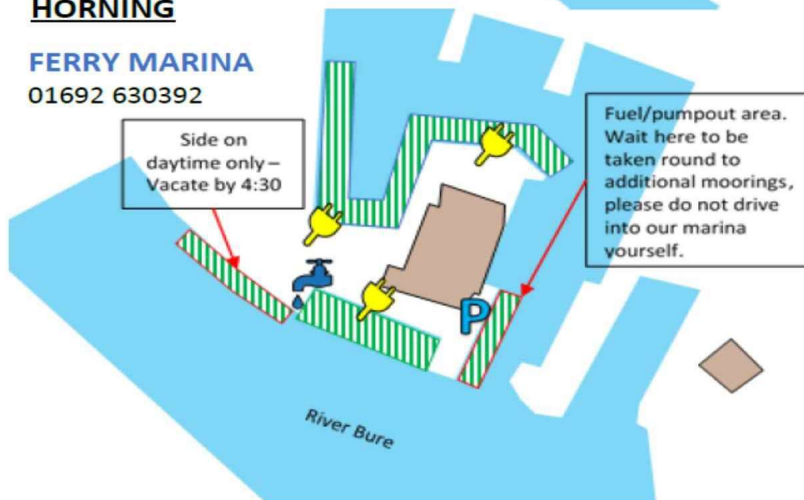 HORNING
FERRY MARINA
01692 630392
Side on
daytime only –
Vacate by 4:30
Fuel/pumpout area.
Wait here to be
taken round to
additional moorings,
please do not drive
into our marina
yourself.
P
River Bure